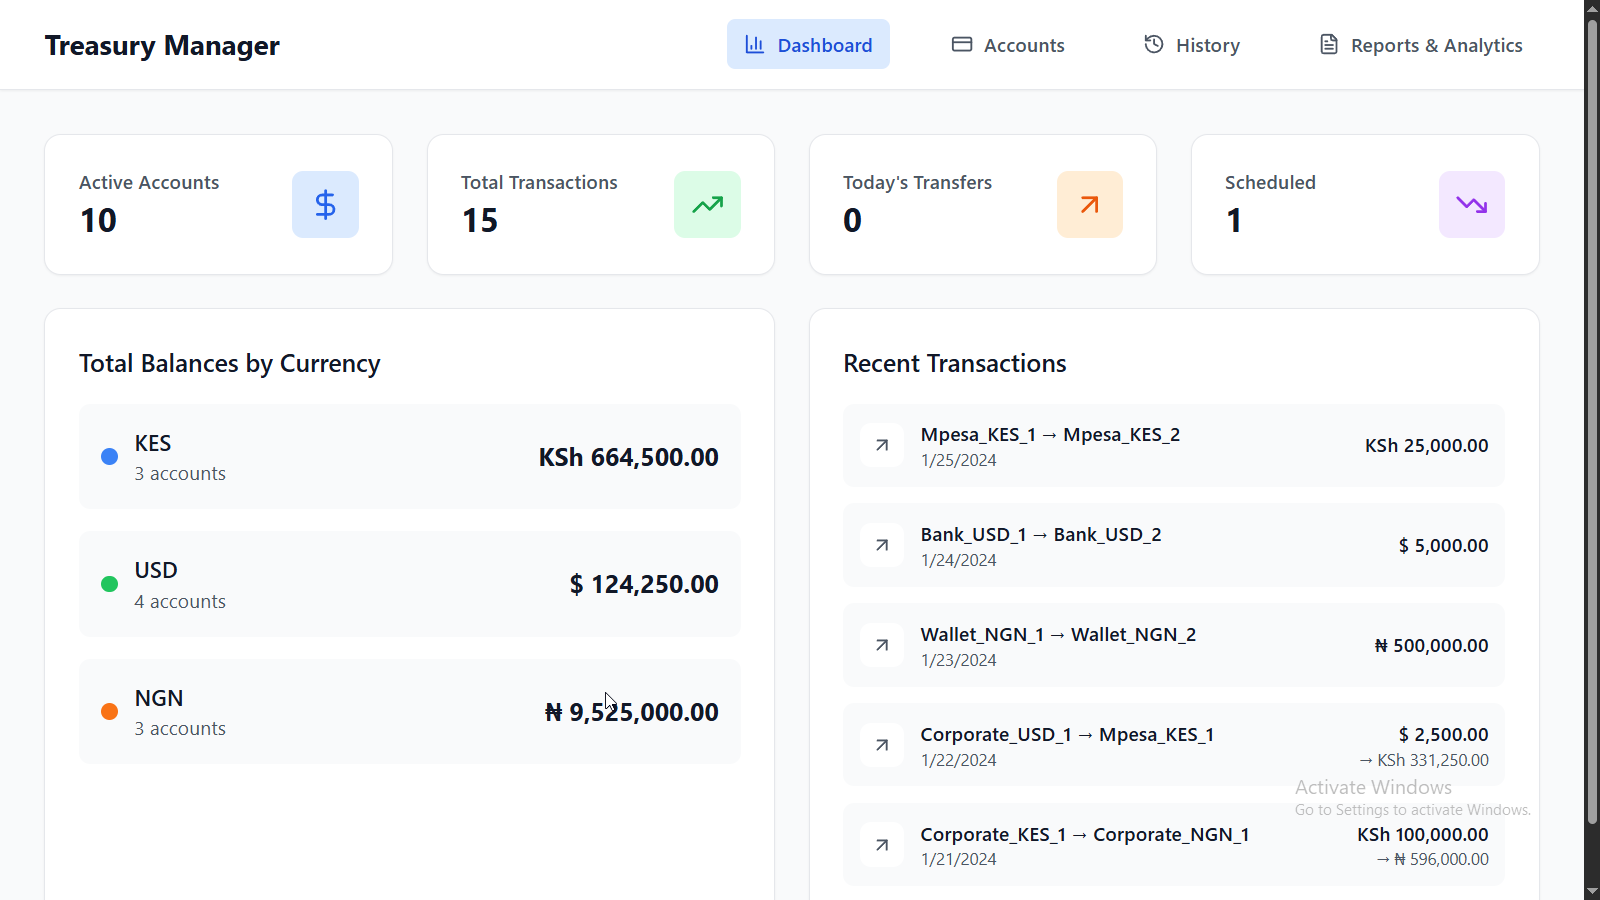 Treasury Manager
Dashboard
Accounts
History
Reports & Analytics
Active Accounts
10
Total Transactions
15
Today's Transfers
0
Scheduled
1
Total Balances by Currency
KES
3 accounts
KSh 664,500.00
USD
4 accounts
$ 124,250.00
NGN
3 accounts
₦ 9,525,000.00
Recent Transactions
Mpesa_KES_1 → Mpesa_KES_2
1/25/2024
KSh 25,000.00
Bank_USD_1 → Bank_USD_2
1/24/2024
$ 5,000.00
Wallet_NGN_1 → Wallet_NGN_2
1/23/2024
₦ 500,000.00
Corporate_USD_1 → Mpesa_KES_1
1/22/2024
$ 2,500.00
→ KSh 331,250.00
Corporate_KES_1 → Corporate_NGN_1
1/21/2024
KSh 100,000.00
→ ₦ 596,000.00
Activate Windows
Go to Settings to activate Windows.